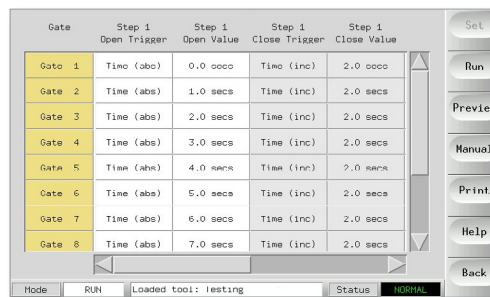 Gate Step 1 Step 1 Step 1 Step 1
Open Trigger Open Value Close Trigger Close Value
Gate 1 Time (abs) 0.0 secs Time (inc) 2.0 secs
Gate 2 Time (abs) 1.0 secs Time (inc) 2.0 secs
Gate 3 Time (abs) 2.0 secs Time (inc) 2.0 secs
Gate 4 Time (abs) 3.0 secs Time (inc) 2.0 secs
Gate 5 Time (abs) 4.0 secs Time (inc) 2.0 secs
Gate 6 Time (abs) 5.0 secs Time (inc) 2.0 secs
Gate 7 Time (abs) 6.0 secs Time (inc) 2.0 secs
Gate 8 Time (abs) 7.0 secs Time (inc) 2.0 secs
Mode RUN Loaded tool: Testing Status NORMAL
Set
Run
Previe
Manual
Print
Help
Back